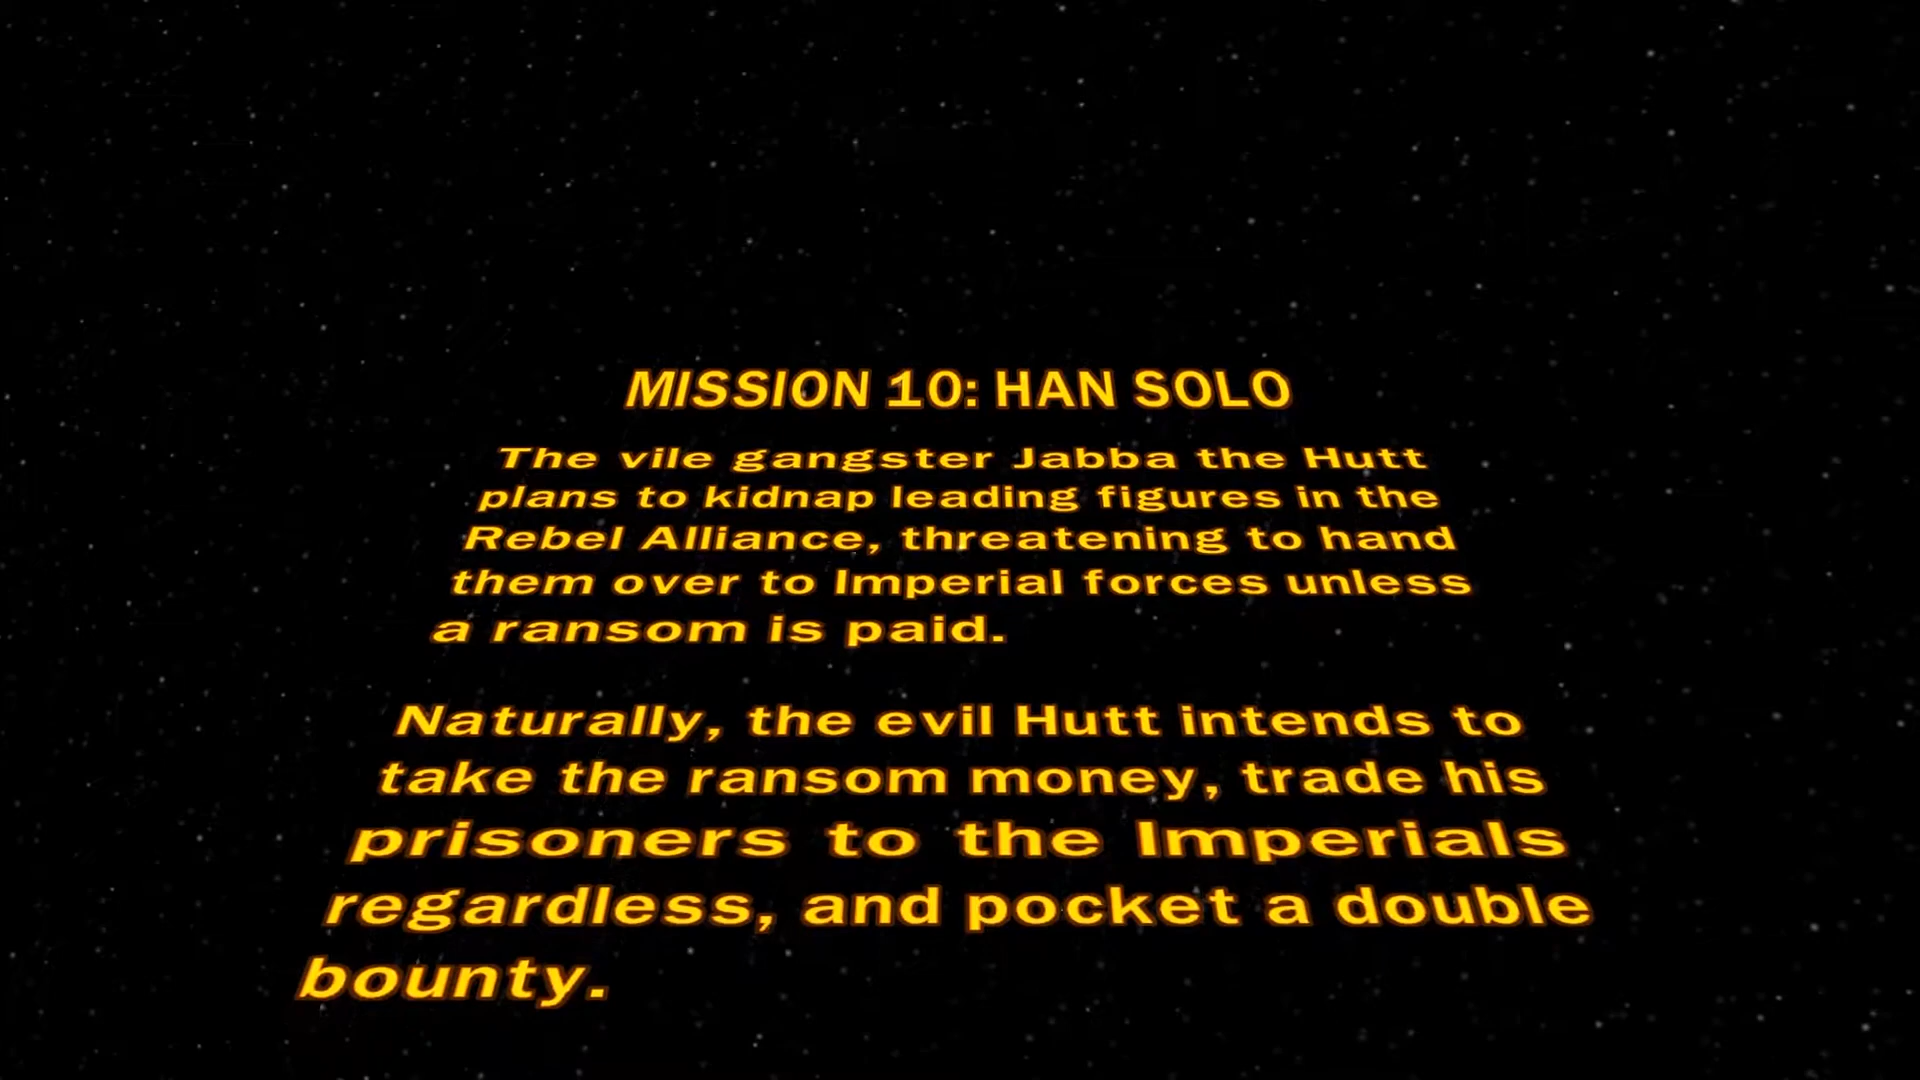 MISSION 10: HAN SOLO
The vile gangster Jabba the Hutt
plans to kidnap leading figures in the
Rebel Alliance, threatening to hand
them over to Imperial forces unless
a ransom is paid.
Naturally, the evil Hutt intends to
take the ransom money, trade his
prisoners to the Imperials
regardless, and pocket a double
bounty.